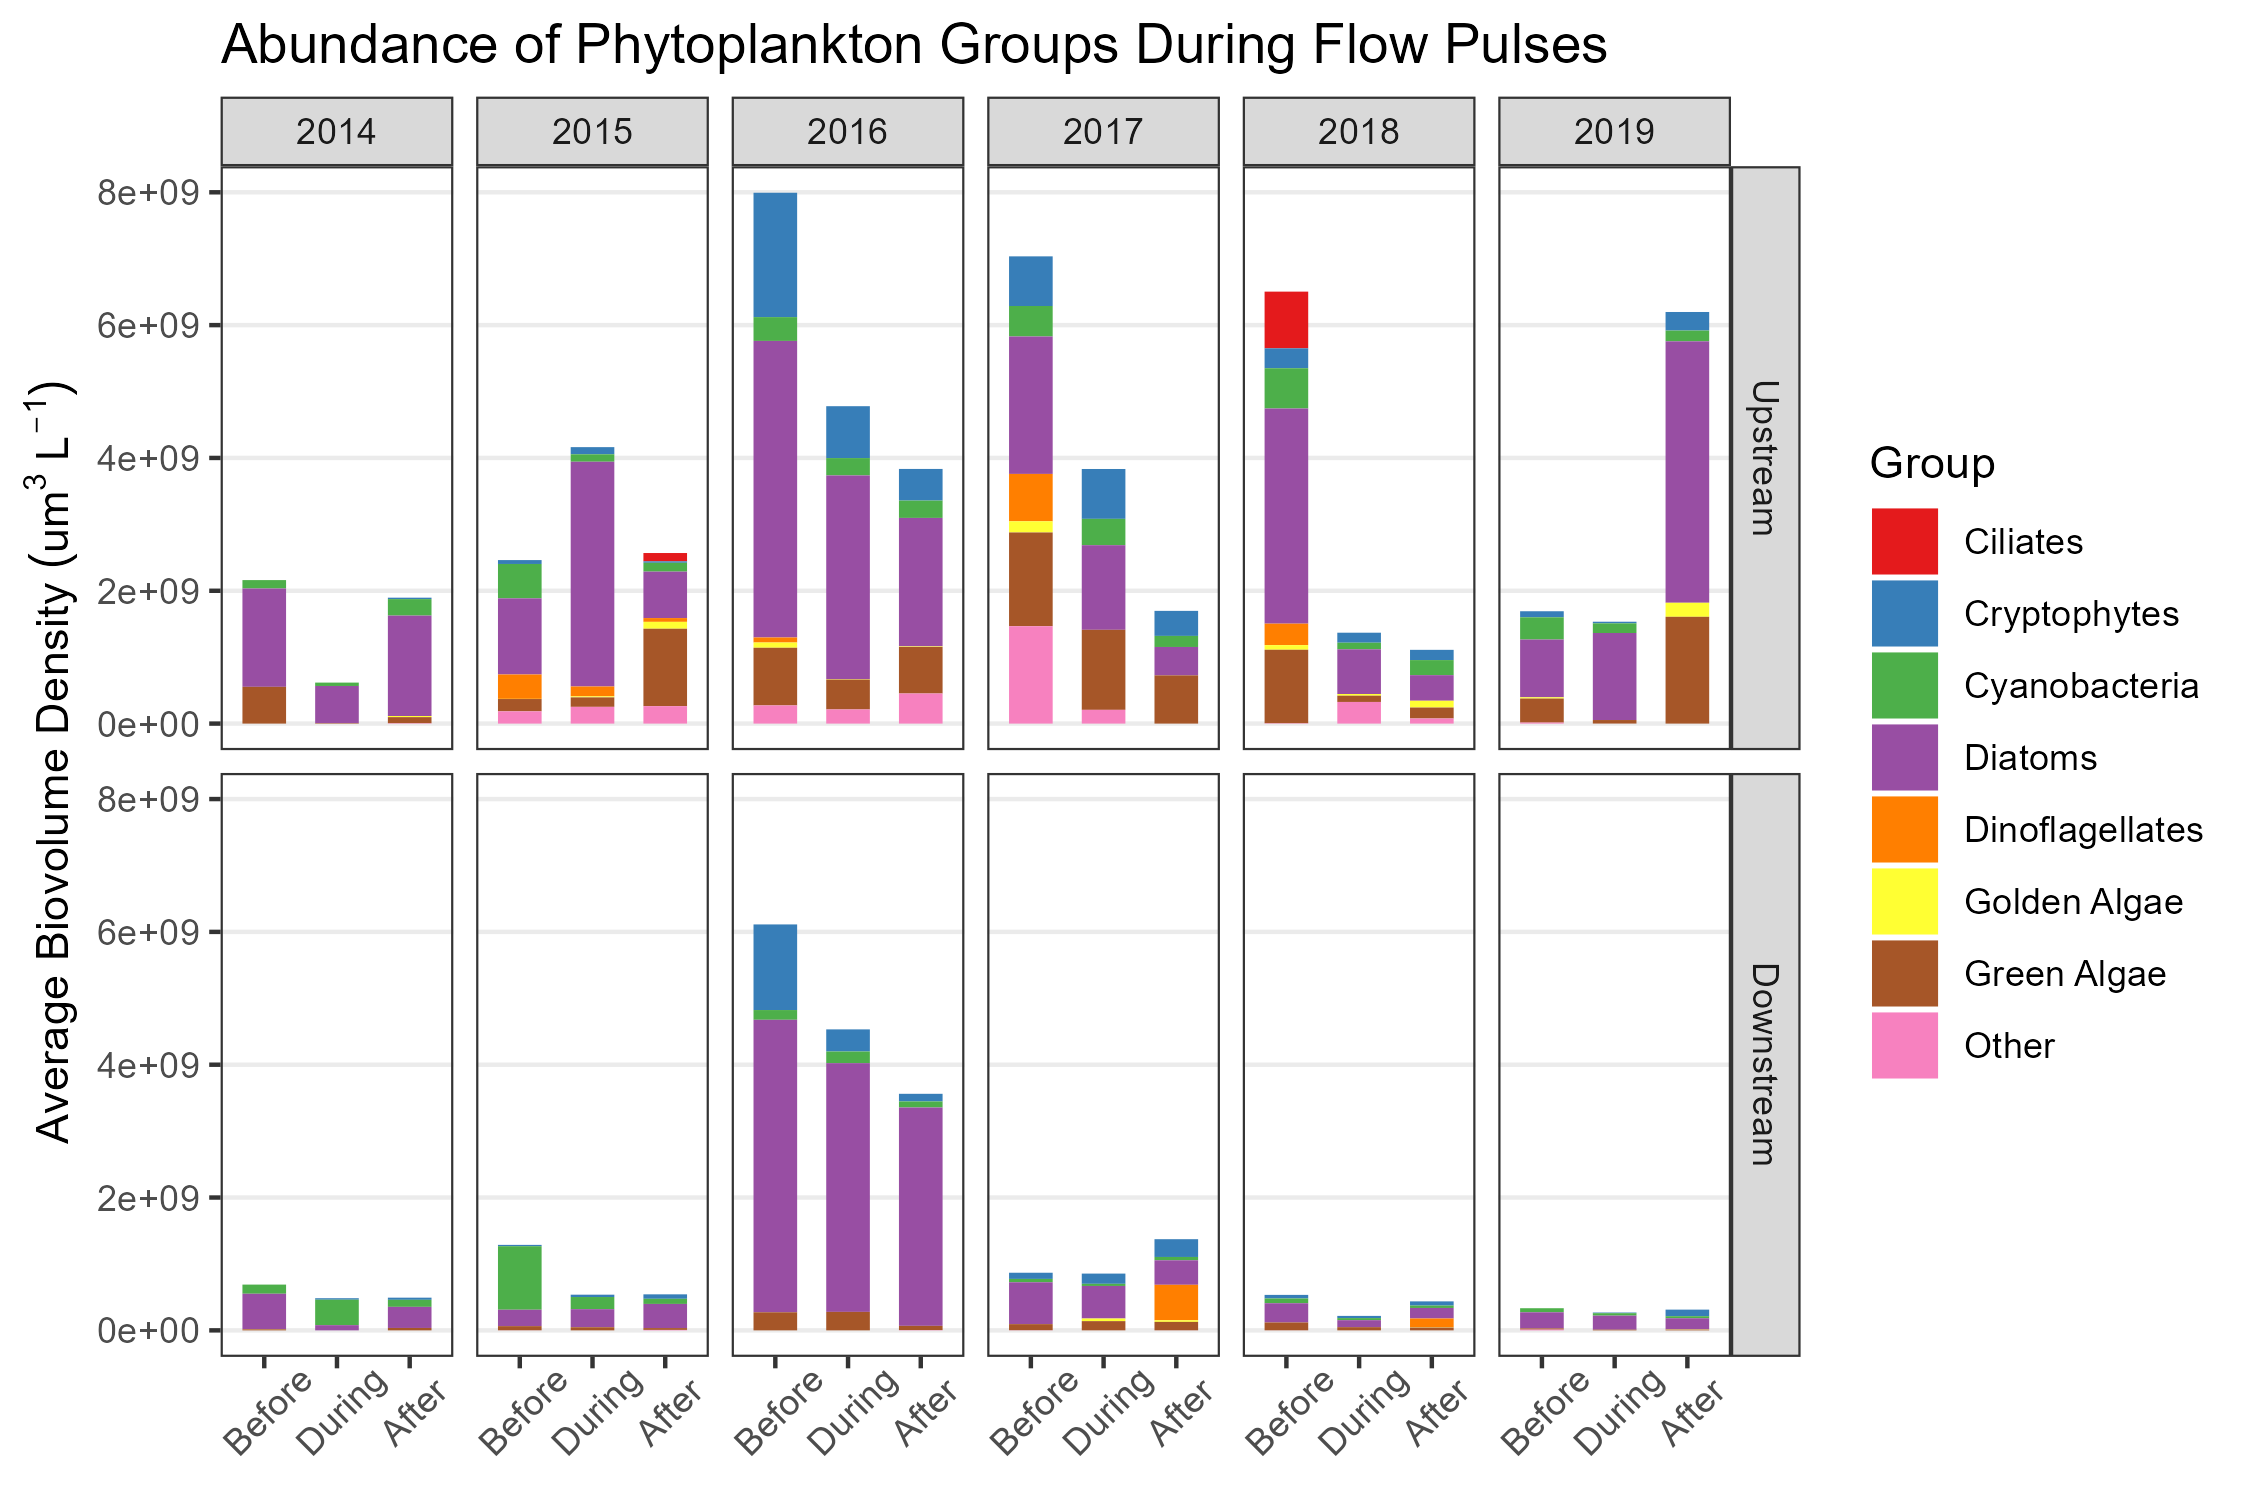 Abundance of Phytoplankton Groups During Flow Pulses
2014 2015 2016 2017 2018 2019
Average Biovolume Density (um³ L⁻¹)
8e+09
6e+09
4e+09
2e+09
0e+00
Upstream
8e+09
6e+09
4e+09
2e+09
0e+00
Downstream
Before During After Before During After Before During After Before During After Before During After Before During After
Group
Ciliates
Cryptophytes
Cyanobacteria
Diatoms
Dinoflagellates
Golden Algae
Green Algae
Other